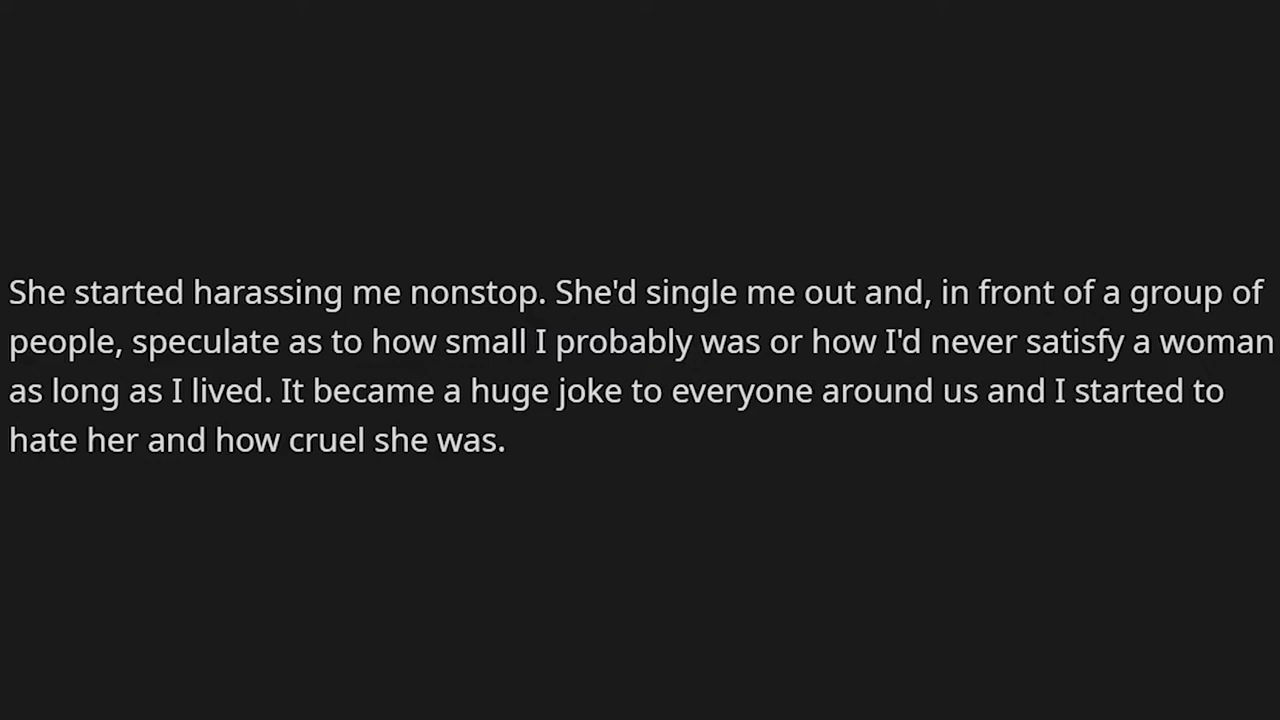 She started harassing me nonstop. She'd single me out and, in front of a group of
people, speculate as to how small I probably was or how I'd never satisfy a woman
as long as I lived. It became a huge joke to everyone around us and I started to
hate her and how cruel she was.